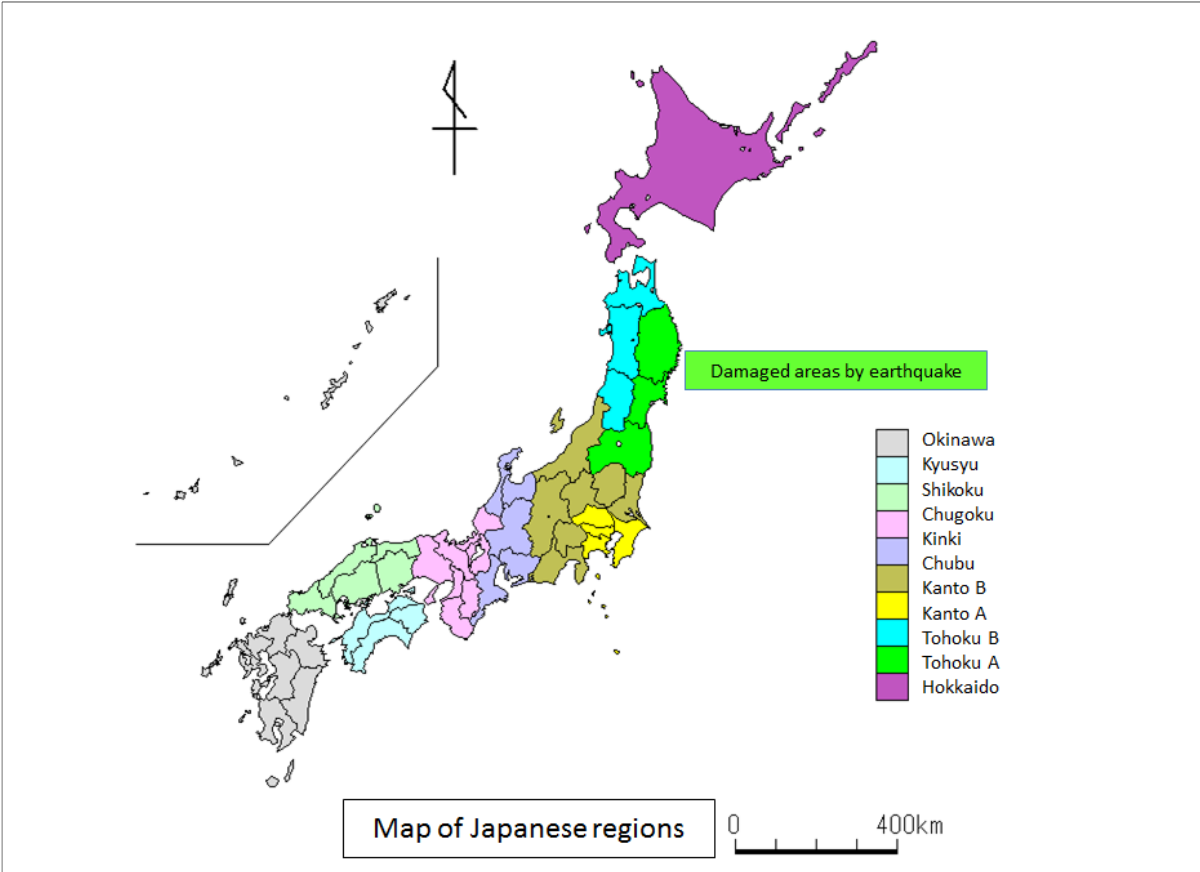 Damaged areas by earthquake
Okinawa
Kyusyu
Shikoku
Chugoku
Kinki
Chubu
Kanto B
Kanto A
Tohoku B
Tohoku A
Hokkaido
Map of Japanese regions
0 400km